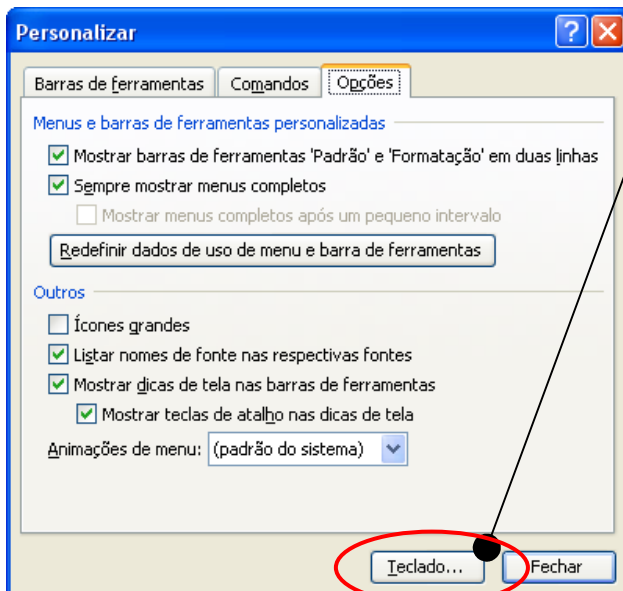 Personalizar
Barras de ferramentas Comandos Opções
Menus e barras de ferramentas personalizadas
Mostrar barras de ferramentas 'Padrão' e 'Formatação' em duas linhas
Sempre mostrar menus completos
Mostrar menus completos após um pequeno intervalo
Redefinir dados de uso de menu e barra de ferramentas
Outros
Ícones grandes
Listar nomes de fonte nas respectivas fontes
Mostrar dicas de tela nas barras de ferramentas
Mostrar teclas de atalho nas dicas de tela
Animações de menu: (padrão do sistema)
Teclado... Fechar